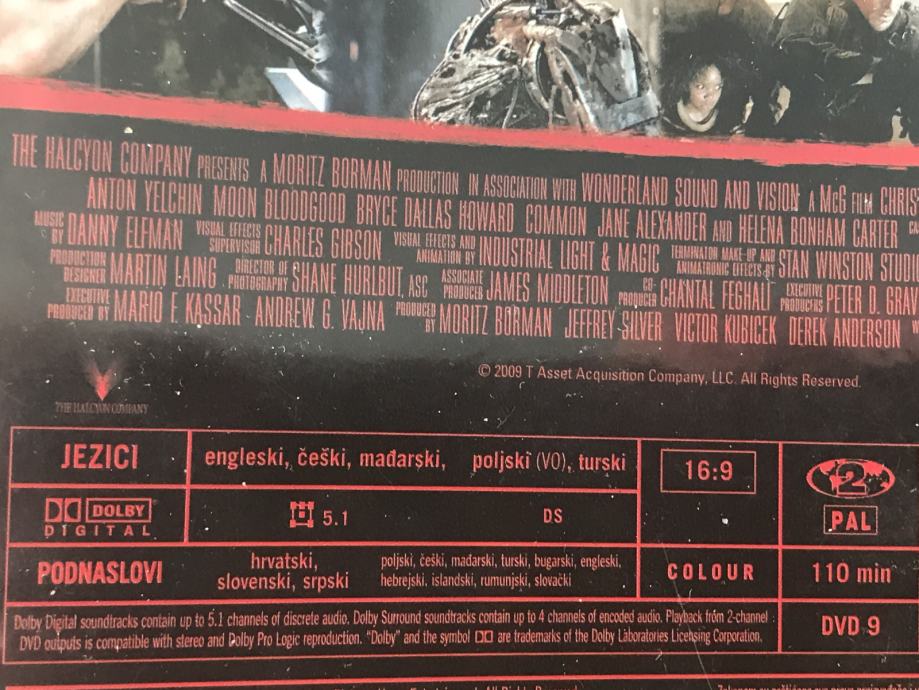 THE HALCYON COMPANY PRESENTS A MORITZ BORMAN PRODUCTION IN ASSOCIATION WITH WONDERLAND SOUND AND VISION A McG FILM CHRIS
ANTON YELCHIN MOON BLOODGOOD BRYCE DALLAS HOWARD COMMON JANE ALEXANDER AND HELENA BONHAM CARTER CA
MUSIC BY DANNY ELFMAN VISUAL EFFECTS SUPERVISOR CHARLES GIBSON VISUAL EFFECTS AND ANIMATION BY INDUSTRIAL LIGHT & MAGIC TERMINATOR MAKE-UP AND ANIMATRONIC EFFECTS BY STAN WINSTON STUDI
PRODUCTION DESIGNER MARTIN LAING DIRECTOR OF PHOTOGRAPHY SHANE HURLBUT, ASC ASSOCIATE PRODUCER JAMES MIDDLETON CO-PRODUCER CHANTAL FEGHALI EXECUTIVE PRODUCERS PETER D. GRAV
EXECUTIVE PRODUCED BY MARIO F. KASSAR ANDREW G. VAJNA PRODUCED BY MORITZ BORMAN JEFFREY SILVER VICTOR KUBICEK DEREK ANDERSON
© 2009 T Asset Acquisition Company, LLC. All Rights Reserved.
THE HALCYON COMPANY
JEZICI engleski, češki, mađarski, poljski (VO), turski 16:9 2
DOLBY DIGITAL 5.1 DS PAL
PODNASLOVI hrvatski, slovenski, srpski poljski, češki, mađarski, turski, bugarski, engleski, hebrejski, islandski, rumunjski, slovački COLOUR 110 min
Dolby Digital soundtracks contain up to 5.1 channels of discrete audio. Dolby Surround soundtracks contain up to 4 channels of encoded audio. Playback from 2-channel
DVD outputs is compatible with stereo and Dolby Pro Logic reproduction. "Dolby" and the symbol are trademarks of the Dolby Laboratories Licensing Corporation.
DVD 9